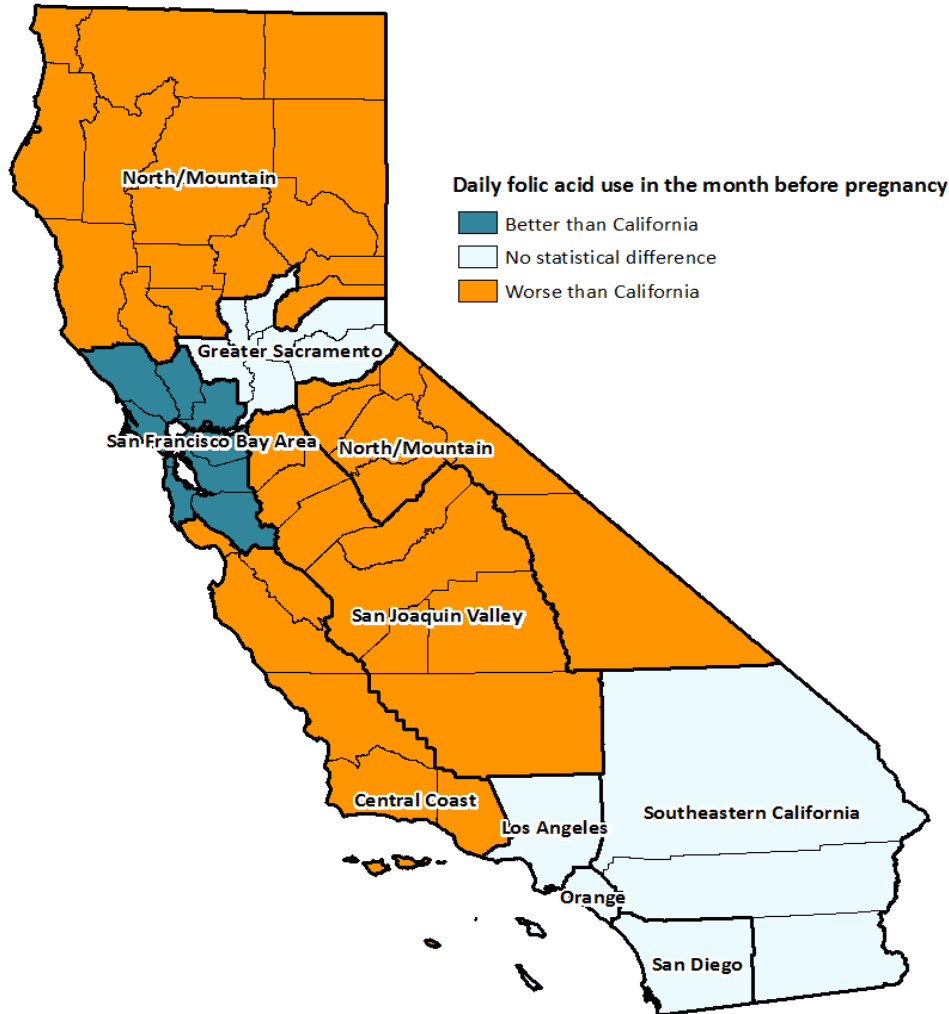 North/Mountain
Daily folic acid use in the month before pregnancy
Better than California
No statistical difference
Worse than California
Greater Sacramento
San Francisco Bay Area
North/Mountain
San Joaquin Valley
Central Coast
Los Angeles
Southeastern California
Orange
San Diego